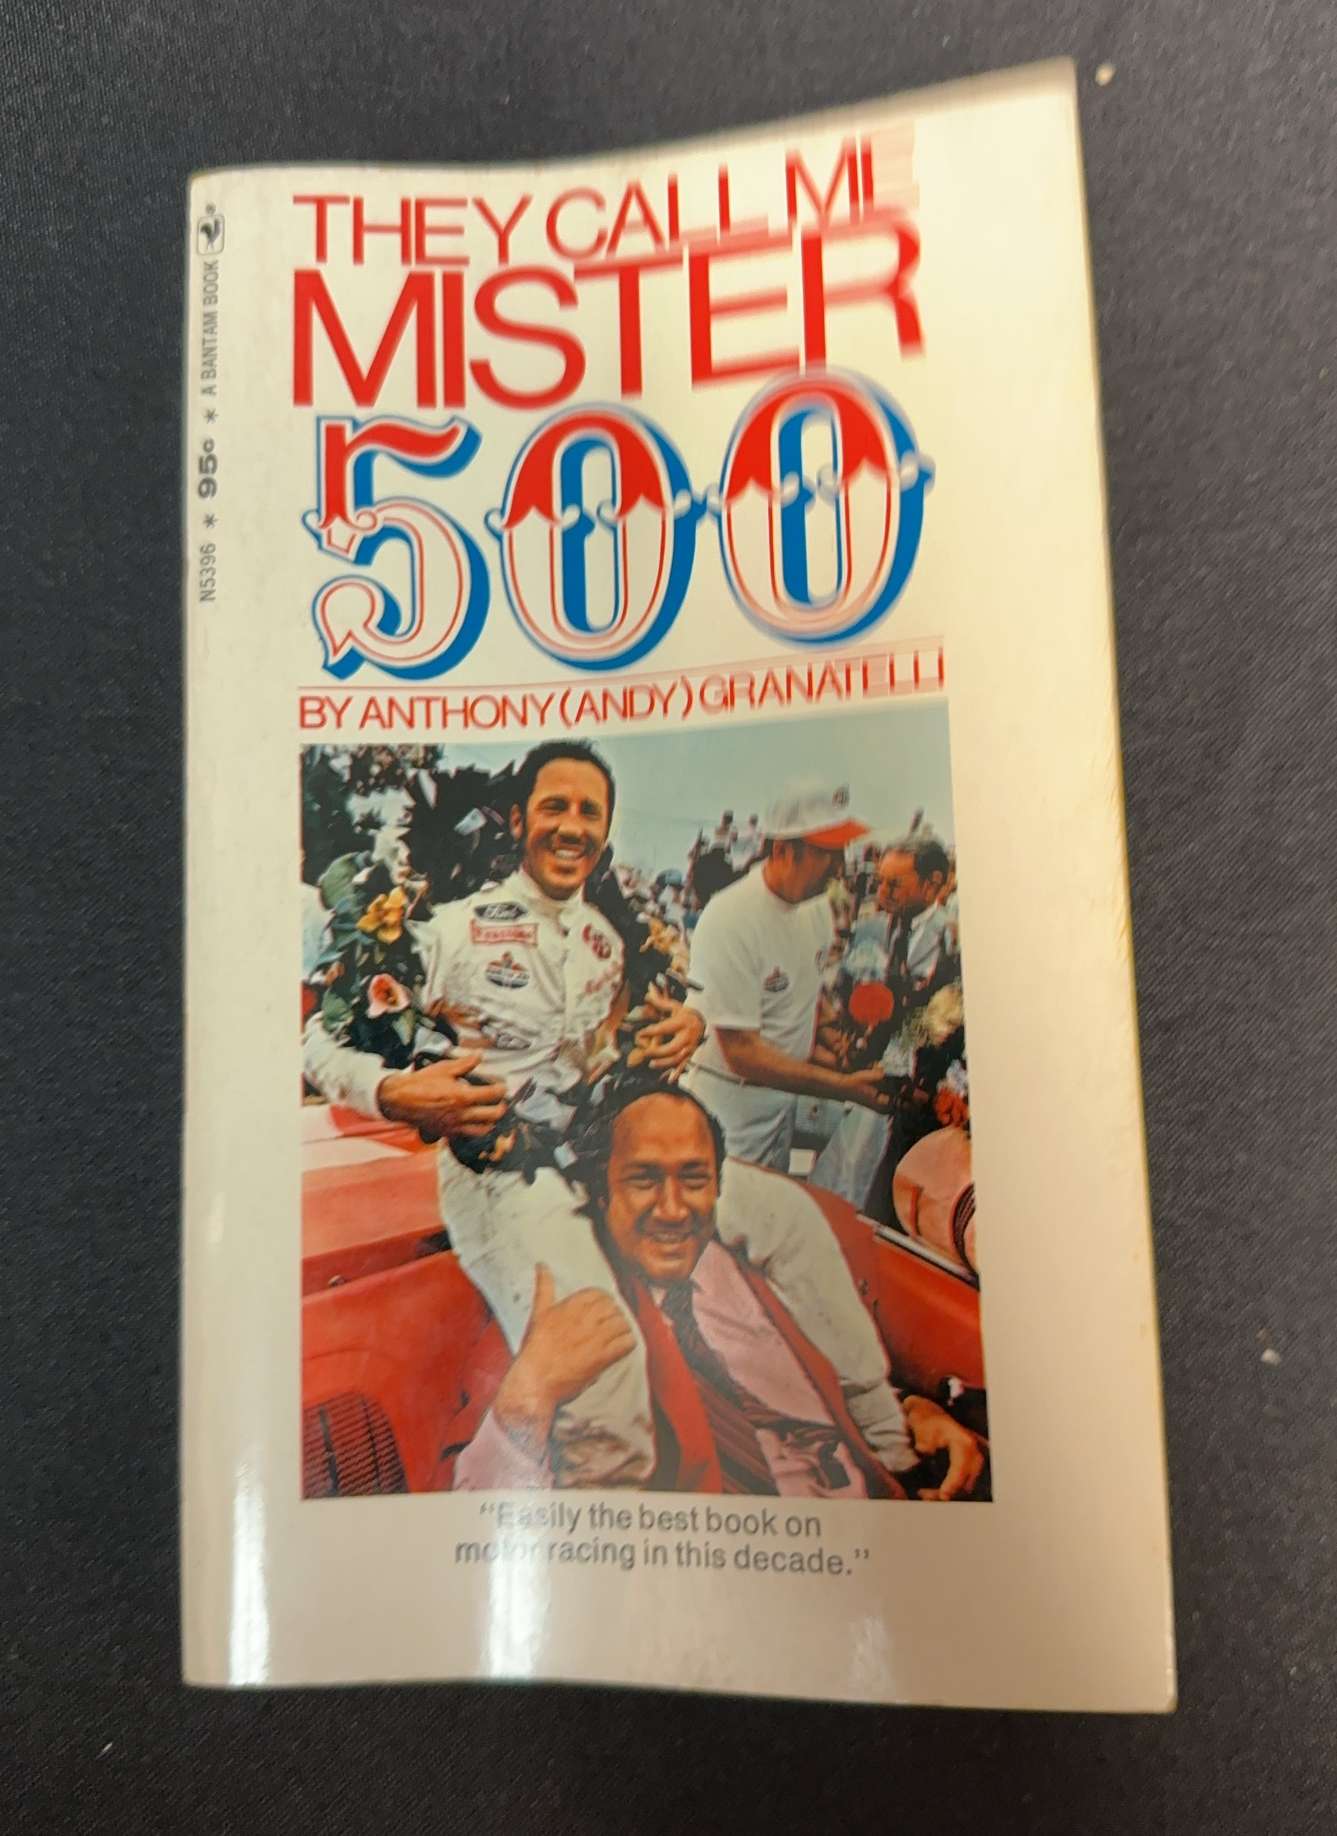 THEY CALL ME
MISTER
500
BY ANTHONY (ANDY) GRANATELLI
N5396 * 95¢ * A BANTAM BOOK
Ford
"Easily the best book on
motor racing in this decade."